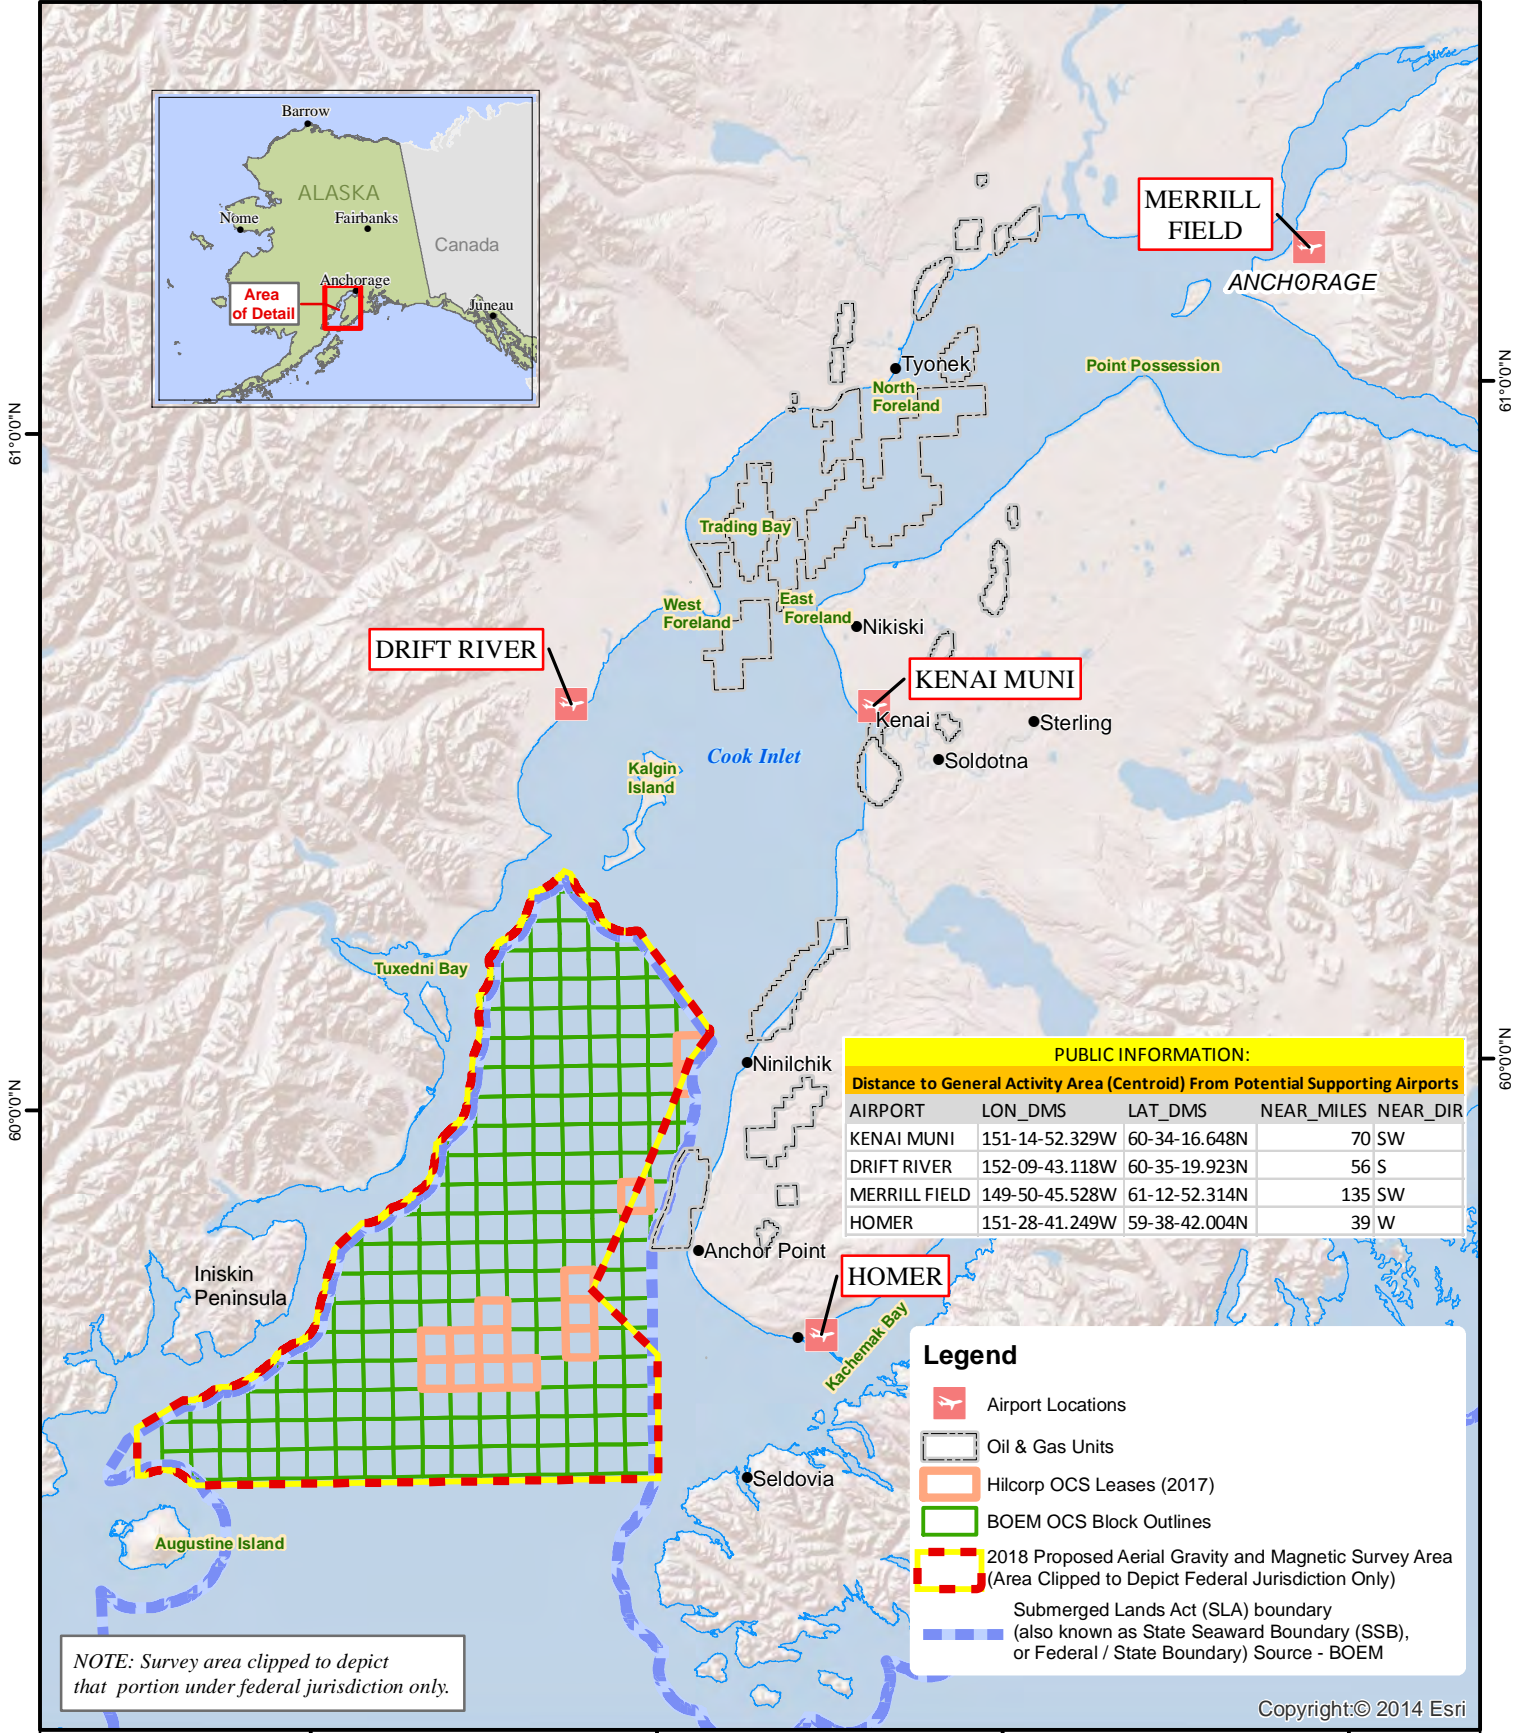 Barrow
ALASKA
Nome
Fairbanks
Canada
Anchorage
Area
of Detail
Juneau
MERRILL
FIELD
ANCHORAGE
61°0'0"N
61°0'0"N
Tyonek
North
Foreland
Point Possession
Trading Bay
West
Foreland
East
Foreland
Nikiski
DRIFT RIVER
KENAI MUNI
Kenai
Sterling
Soldotna
Cook Inlet
Kalgin
Island
Tuxedni Bay
Ninilchik
60°0'0"N
60°0'0"N
PUBLIC INFORMATION:
Distance to General Activity Area (Centroid) From Potential Supporting Airports
AIRPORT LON_DMS LAT_DMS NEAR_MILES NEAR_DIR
KENAI MUNI 151-14-52.329W 60-34-16.648N 70 SW
DRIFT RIVER 152-09-43.118W 60-35-19.923N 56 S
MERRILL FIELD 149-50-45.528W 61-12-52.314N 135 SW
HOMER 151-28-41.249W 59-38-42.004N 39 W
Anchor Point
Iniskin
Peninsula
HOMER
Kachemak Bay
Seldovia
Augustine Island
Legend
Airport Locations
Oil & Gas Units
Hilcorp OCS Leases (2017)
BOEM OCS Block Outlines
2018 Proposed Aerial Gravity and Magnetic Survey Area
(Area Clipped to Depict Federal Jurisdiction Only)
Submerged Lands Act (SLA) boundary
(also known as State Seaward Boundary (SSB),
or Federal / State Boundary) Source - BOEM
NOTE: Survey area clipped to depict
that portion under federal jurisdiction only.
Copyright:© 2014 Esri